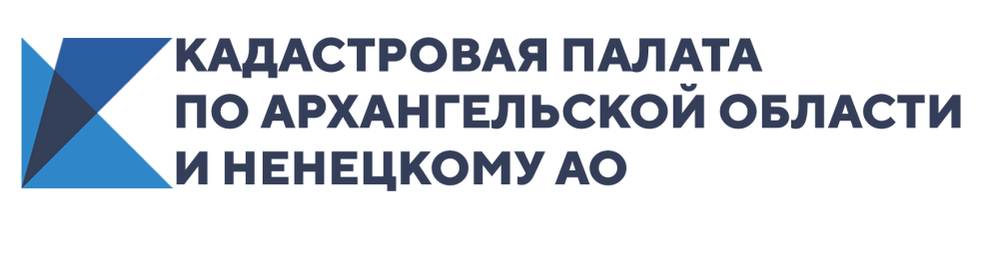 КАДАСТРОВАЯ ПАЛАТА
ПО АРХАНГЕЛЬСКОЙ ОБЛАСТИ
И НЕНЕЦКОМУ АО